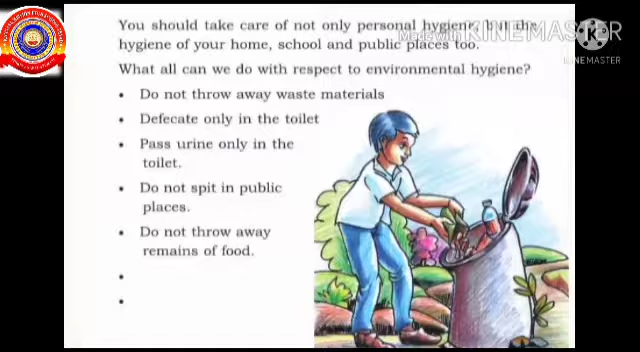 You should take care of not only personal hygiene, but the
hygiene of your home, school and public places too.
What all can we do with respect to environmental hygiene?
• Do not throw away waste materials
• Defecate only in the toilet
• Pass urine only in the
toilet.
• Do not spit in public
places.
• Do not throw away
remains of food.
•
•
Made with KINEMASTER
K
KINEMASTER